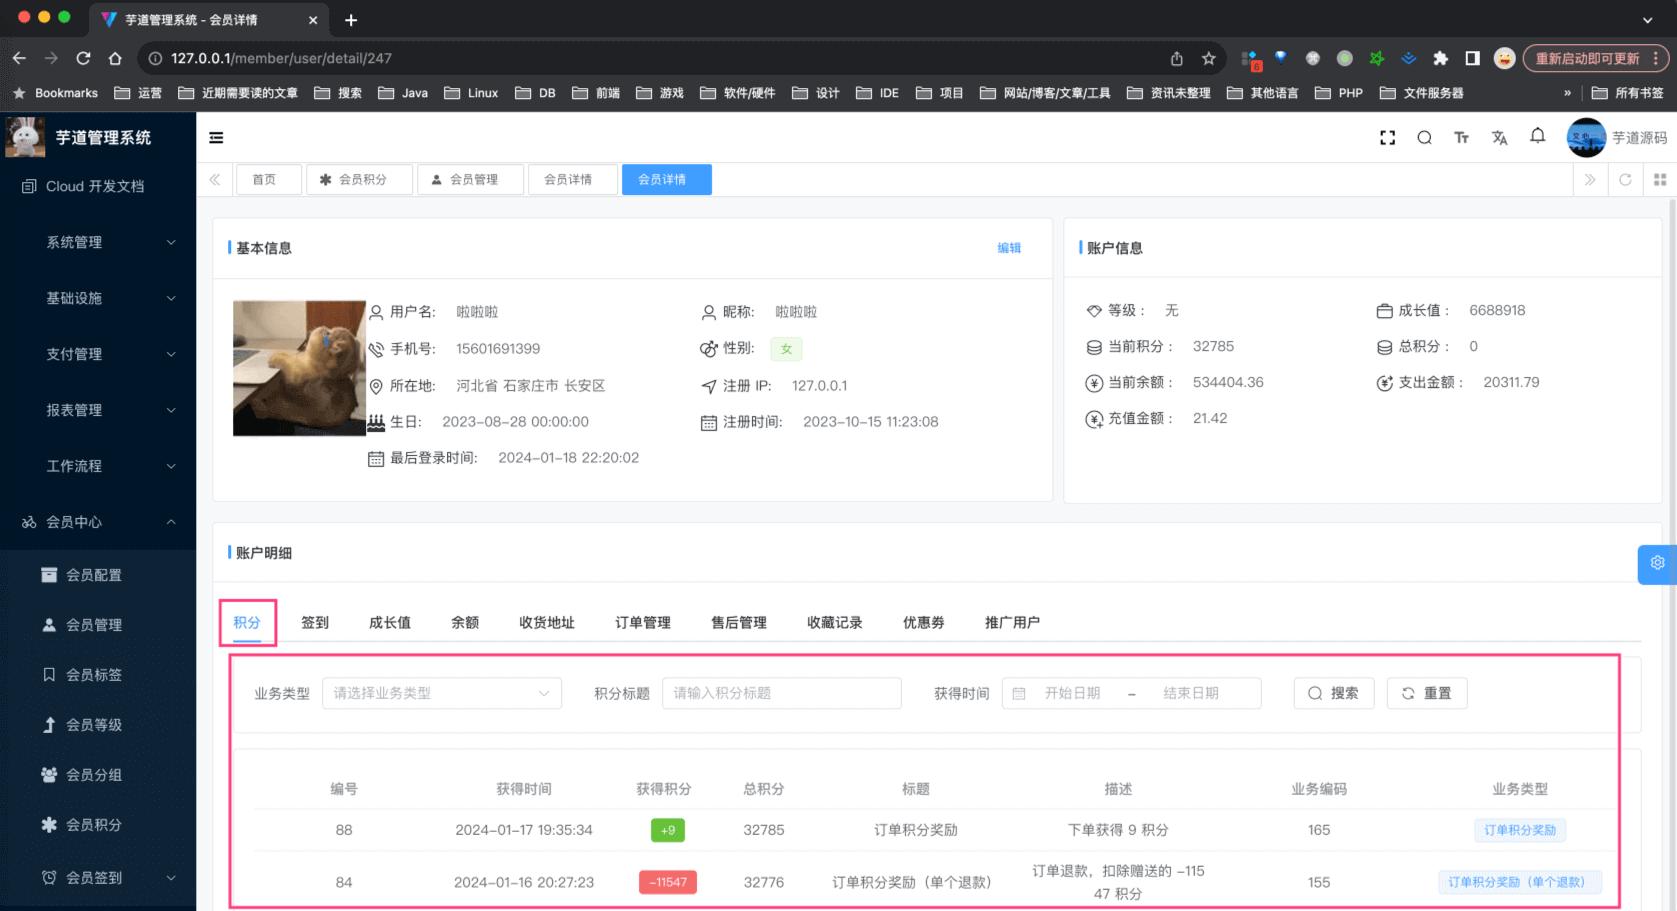 芋道管理系统 - 会员详情
127.0.0.1/member/user/detail/247
6
重新启动即可更新
Bookmarks 运营 近期需要读的文章 搜索 Java Linux DB 前端 游戏 软件/硬件 设计 IDE 项目 网站/博客/文章/工具 资讯未整理 其他语言 PHP 文件服务器 » 所有书签
芋道管理系统
芋道源码
首页 会员积分 会员管理 会员详情 会员详情
Cloud 开发文档
系统管理
基础设施
支付管理
报表管理
工作流程
会员中心
会员配置
会员管理
会员标签
会员等级
会员分组
会员积分
会员签到
基本信息 编辑
用户名: 啦啦啦 昵称: 啦啦啦
手机号: 15601691399 性别: 女
所在地: 河北省 石家庄市 长安区 注册 IP: 127.0.0.1
生日: 2023-08-28 00:00:00 注册时间: 2023-10-15 11:23:08
最后登录时间: 2024-01-18 22:20:02
账户信息
等级： 无 成长值： 6688918
当前积分： 32785 总积分： 0
当前余额： 534404.36 支出金额： 20311.79
充值金额： 21.42
账户明细
积分 签到 成长值 余额 收货地址 订单管理 售后管理 收藏记录 优惠券 推广用户
业务类型 请选择业务类型 积分标题 请输入积分标题 获得时间 开始日期 - 结束日期 搜索 重置
编号 获得时间 获得积分 总积分 标题 描述 业务编码 业务类型
88 2024-01-17 19:35:34 +9 32785 订单积分奖励 下单获得 9 积分 165 订单积分奖励
84 2024-01-16 20:27:23 -11547 32776 订单积分奖励（单个退款） 订单退款，扣除赠送的 -115 155 订单积分奖励（单个退款）
47 积分